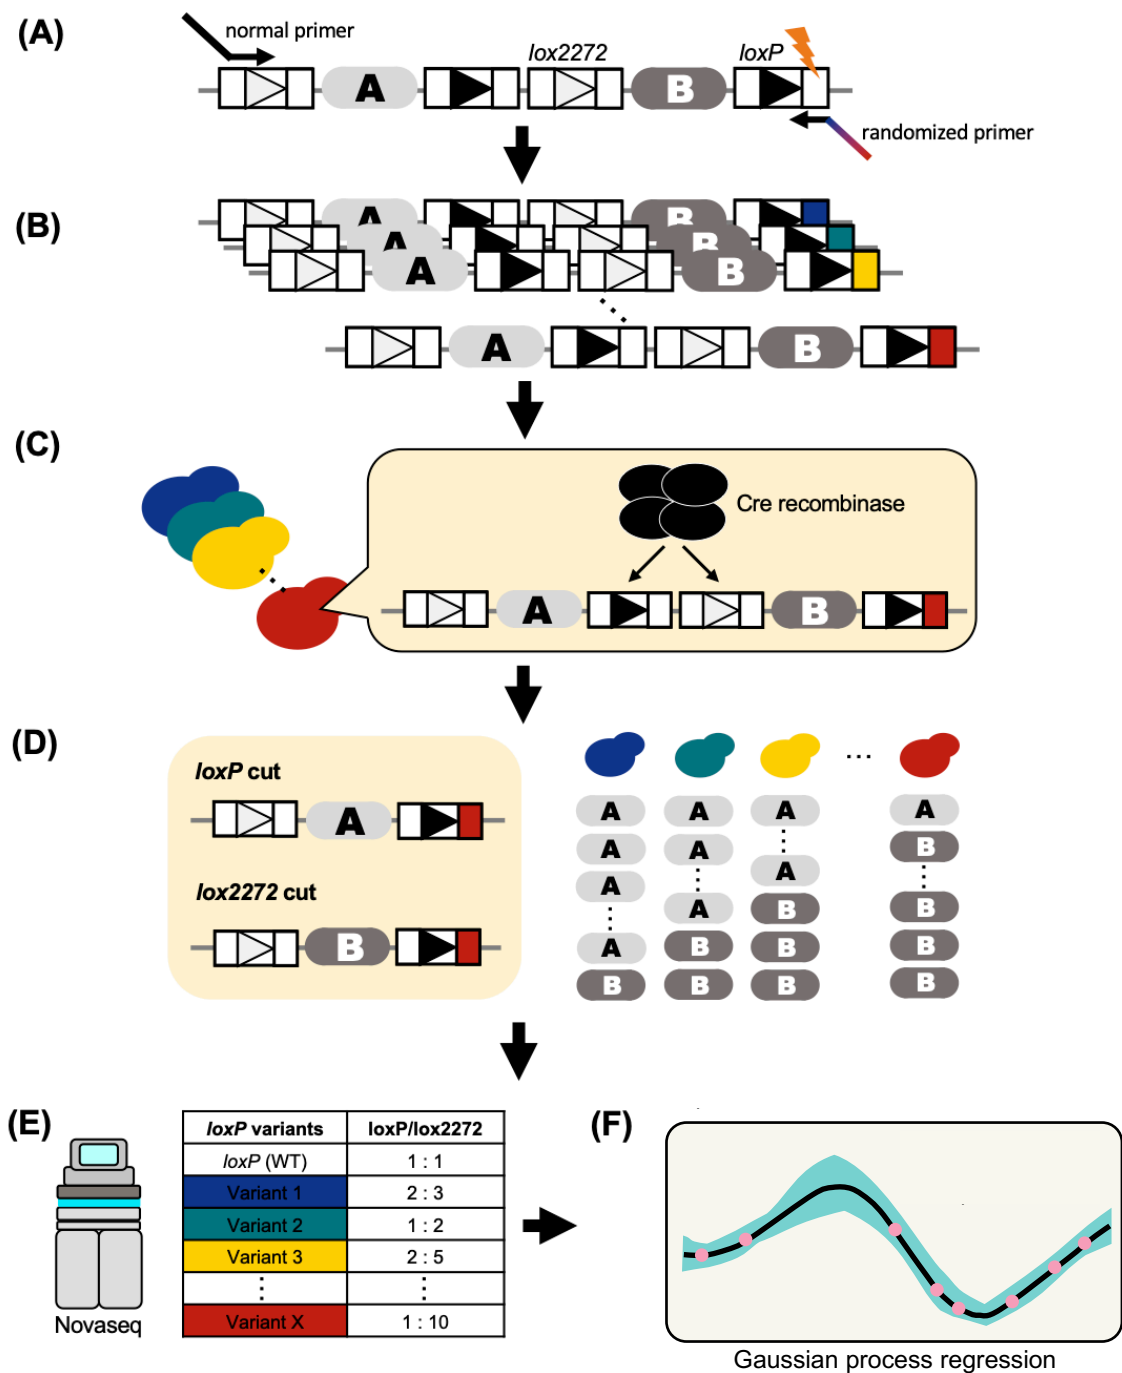 (A)
normal primer
lox2272
loxP
A
B
randomized primer
(B)
A
B
A
B
A
B
A
B
(C)
Cre recombinase
A
B
(D)
loxP cut
A
lox2272 cut
B
A A A A
A A B
A A
A B B
A B B
B B B B
(E)
Novaseq
loxP variants loxP/lox2272
loxP (WT) 1 : 1
Variant 1 2 : 3
Variant 2 1 : 2
Variant 3 2 : 5
Variant X 1 : 10
(F)
Gaussian process regression